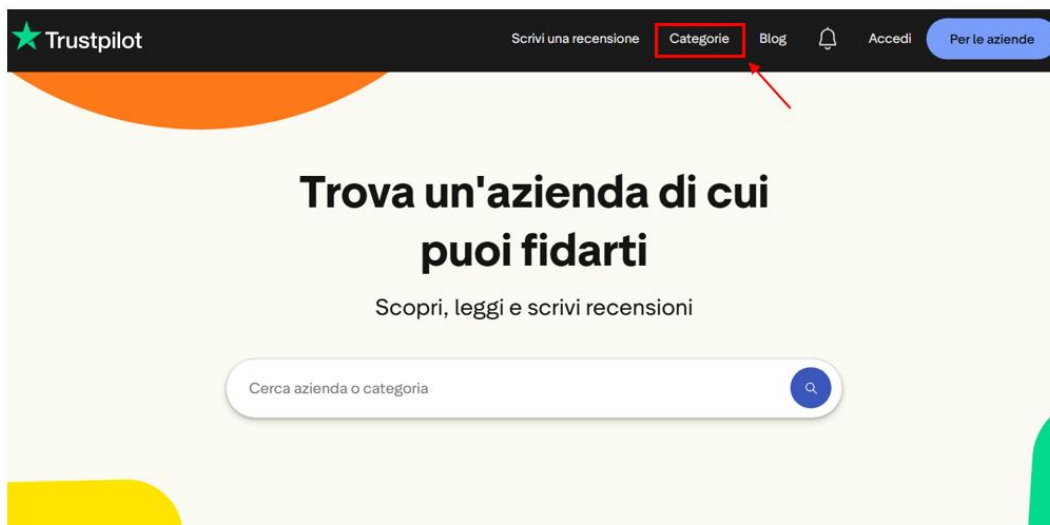 Trustpilot
Scrivi una recensione Categorie Blog Accedi Per le aziende
Trova un'azienda di cui
puoi fidarti
Scopri, leggi e scrivi recensioni
Cerca azienda o categoria